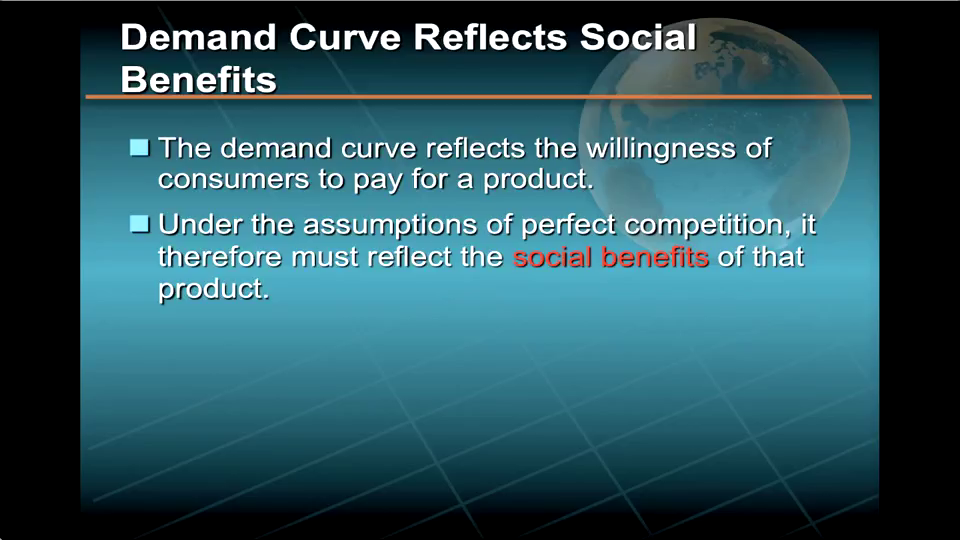 Demand Curve Reflects Social
Benefits
The demand curve reflects the willingness of
consumers to pay for a product.
Under the assumptions of perfect competition, it
therefore must reflect the social benefits of that
product.